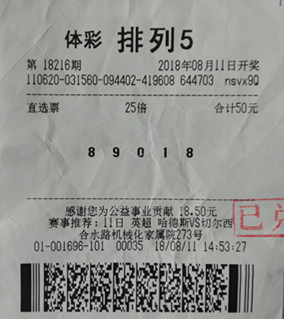 体彩 排列5
第 18216期 2018年08月11日开奖
110620-031560-094402-419608 644703 nsvx9Q
直选票 25倍 合计50元
8 9 0 1 8
感谢您为公益事业贡献 18.50元
赛事推荐：11日 英超 哈德斯VS切尔西
合水路机械化家属院273号
已兑
01-001696-101 00035 18/08/11 14:53:27